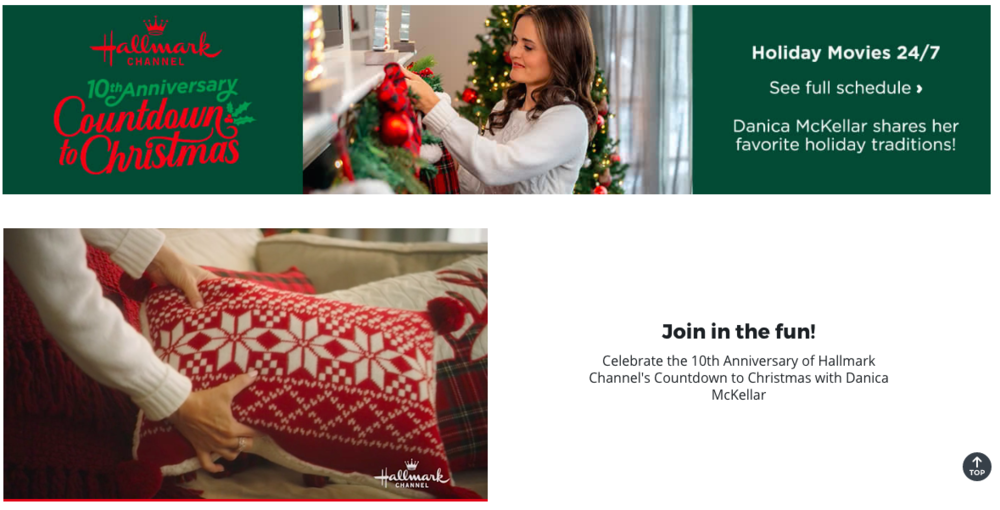 Hallmark
CHANNEL
10th Anniversary
Countdown
to Christmas
Holiday Movies 24/7
See full schedule ›
Danica McKellar shares her
favorite holiday traditions!
Hallmark
CHANNEL
Join in the fun!
Celebrate the 10th Anniversary of Hallmark
Channel's Countdown to Christmas with Danica
McKellar
TOP